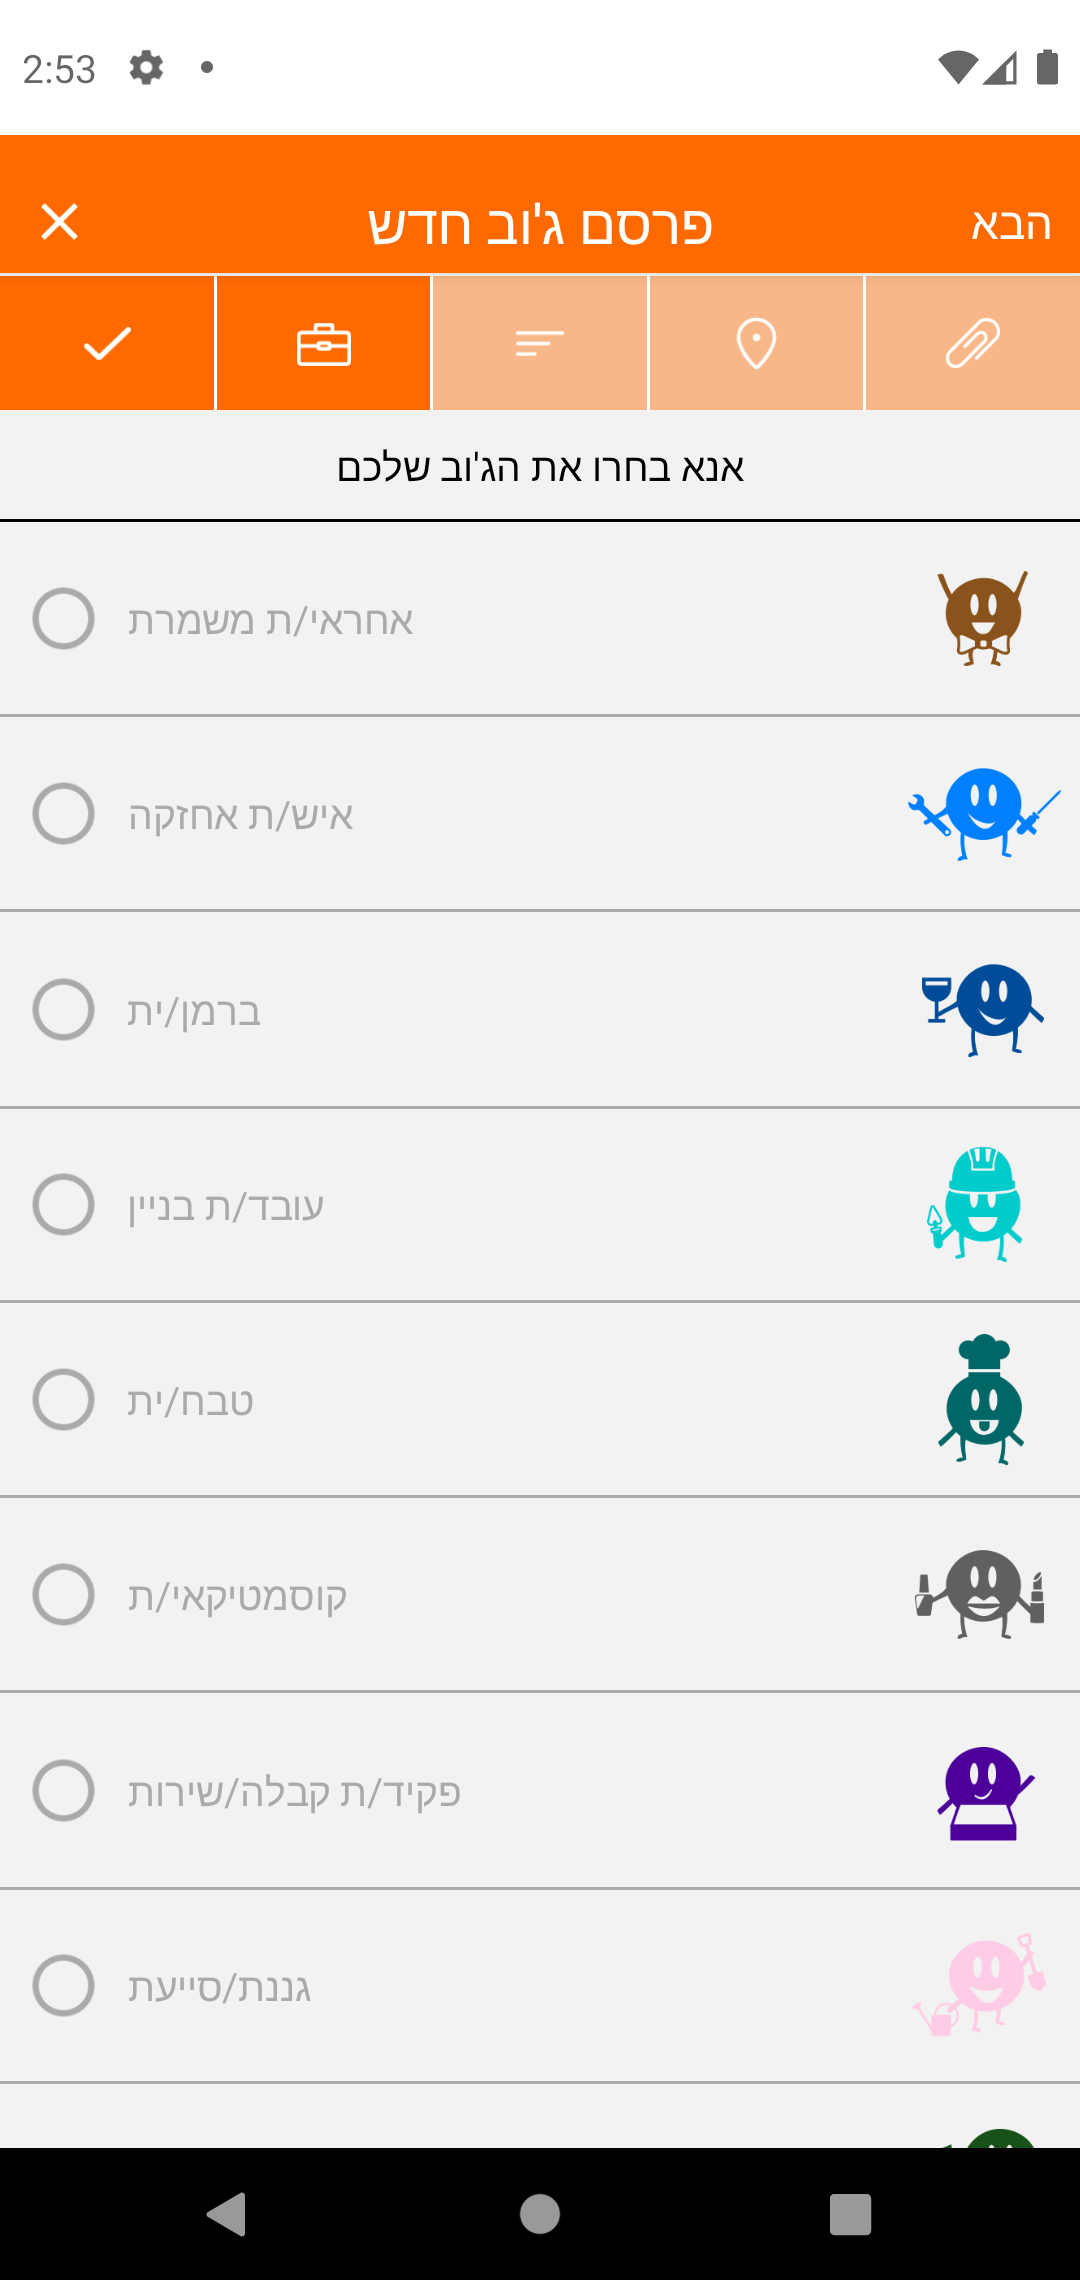 2:53
פרסם ג'וב חדש
הבא
אנא בחרו את הג'וב שלכם
אחראי/ת משמרת
איש/ת אחזקה
ברמן/ית
עובד/ת בניין
טבח/ית
קוסמטיקאי/ת
פקיד/ת קבלה/שירות
גננת/סייעת